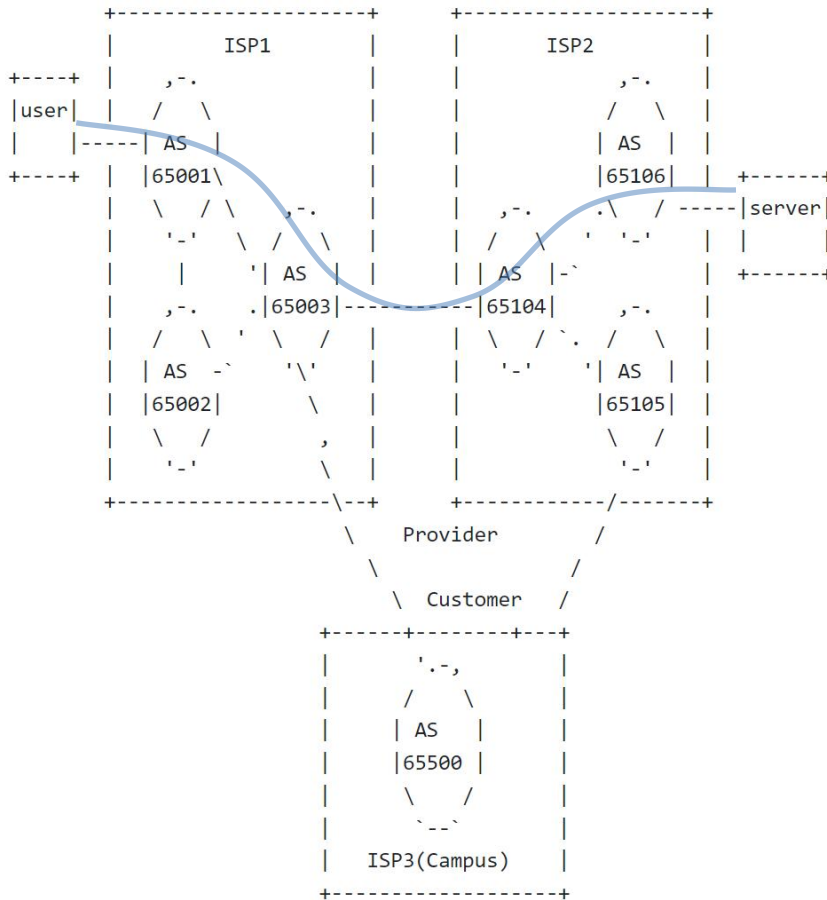 ISP1 ISP2
user
AS AS
65001 65106
server
AS AS
65003 65104
AS AS
65002 65105
Provider
Customer
AS
65500
ISP3(Campus)